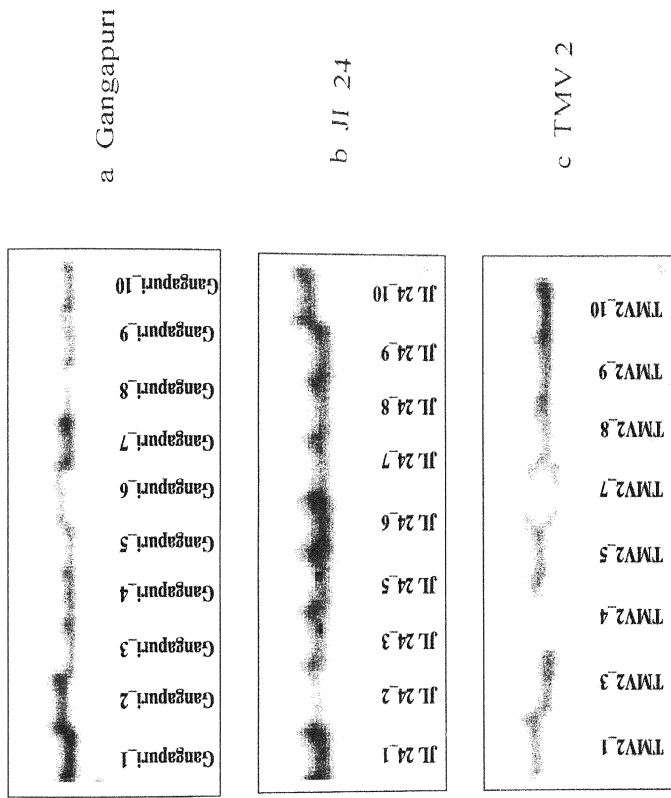 a Gangapuri
Gangapuri_1
Gangapuri_2
Gangapuri_3
Gangapuri_4
Gangapuri_5
Gangapuri_6
Gangapuri_7
Gangapuri_8
Gangapuri_9
Gangapuri_10
b JI 24
JL 24_1
JL 24_2
JL 24_3
JL 24_5
JL 24_6
JL 24_7
JL 24_8
JL 24_9
JL 24_10
c TMV 2
TMV2_1
TMV2_3
TMV2_4
TMV2_5
TMV2_7
TMV2_8
TMV2_9
TMV2_10